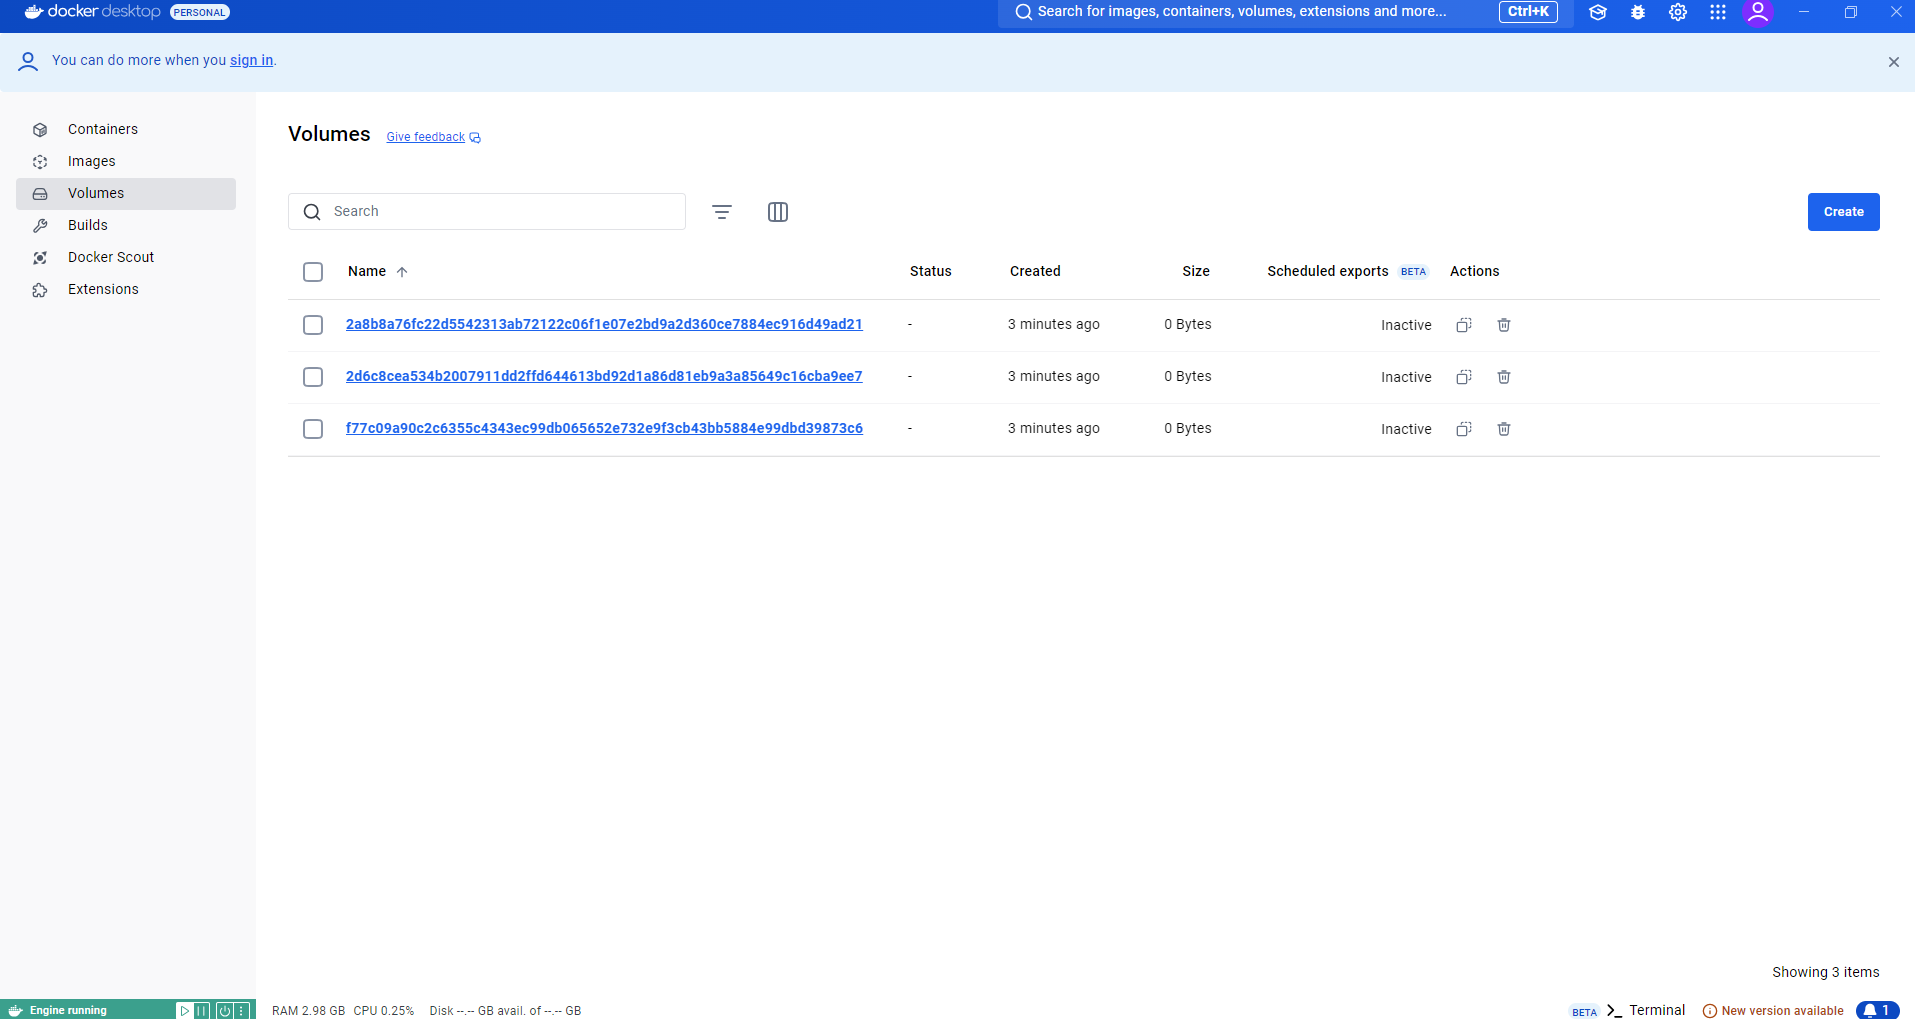 docker desktop PERSONAL
Search for images, containers, volumes, extensions and more... Ctrl+K
You can do more when you sign in.
Containers
Images
Volumes
Builds
Docker Scout
Extensions
Volumes Give feedback
Search
Create
Name Status Created Size Scheduled exports BETA Actions
2a8b8a76fc22d5542313ab72122c06f1e07e2bd9a2d360ce7884ec916d49ad21 - 3 minutes ago 0 Bytes Inactive
2d6c8cea534b2007911dd2ffd644613bd92d1a86d81eb9a3a85649c16cba9ee7 - 3 minutes ago 0 Bytes Inactive
f77c09a90c2c6355c4343ec99db065652e732e9f3cb43bb5884e99dbd39873c6 - 3 minutes ago 0 Bytes Inactive
Showing 3 items
Engine running RAM 2.98 GB CPU 0.25% Disk --.-- GB avail. of --.-- GB BETA Terminal New version available 1